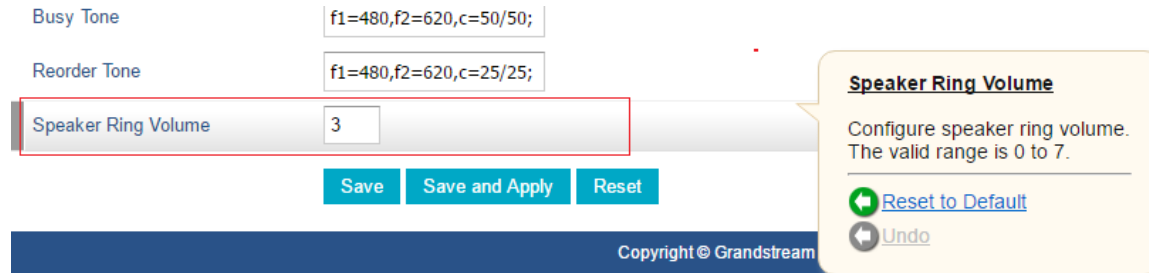 Busy Tone
f1=480,f2=620,c=50/50;
Reorder Tone
f1=480,f2=620,c=25/25;
Speaker Ring Volume
3
Save
Save and Apply
Reset
Speaker Ring Volume
Configure speaker ring volume.
The valid range is 0 to 7.
Reset to Default
Undo
Copyright © Grandstream